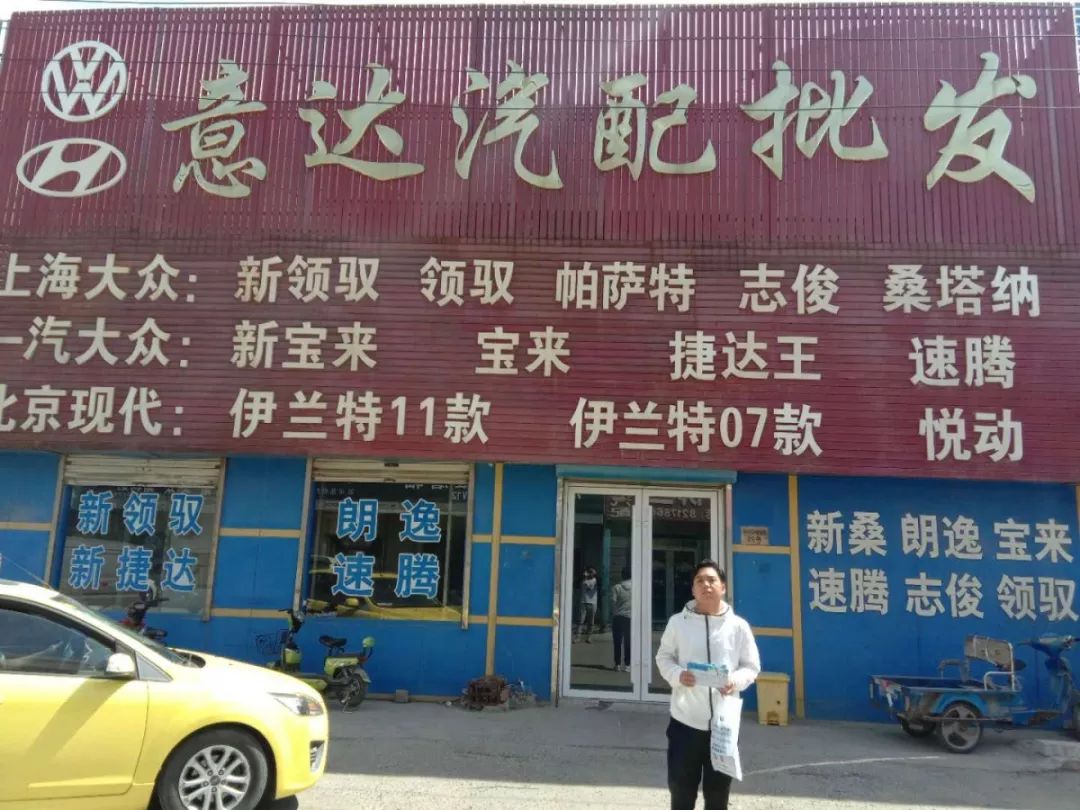 意达汽配批发
上海大众：新领驭 领驭 帕萨特 志俊 桑塔纳
一汽大众：新宝来 宝来 捷达王 速腾
北京现代：伊兰特11款 伊兰特07款 悦动
新领驭
新捷达
朗逸
速腾
新桑 朗逸 宝来
速腾 志俊 领驭